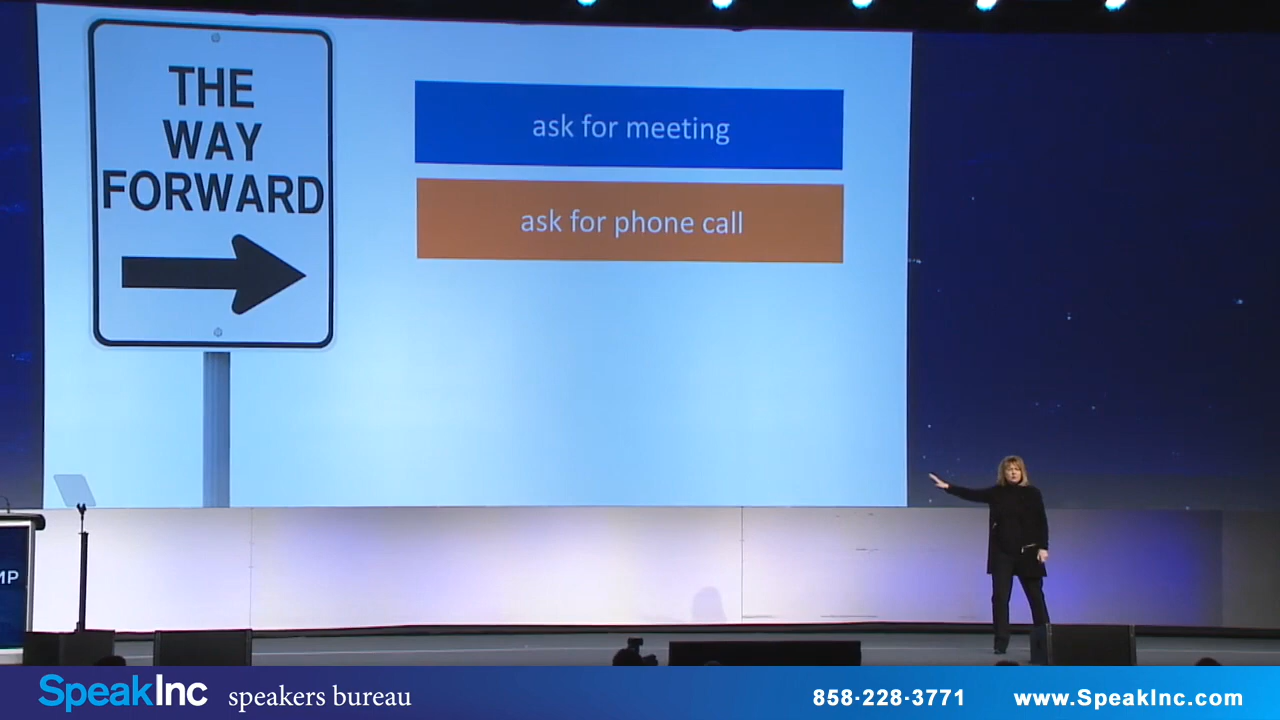 THE
WAY
FORWARD
ask for meeting
ask for phone call
MP
SpeakInc speakers bureau
858-228-3771
www.SpeakInc.com